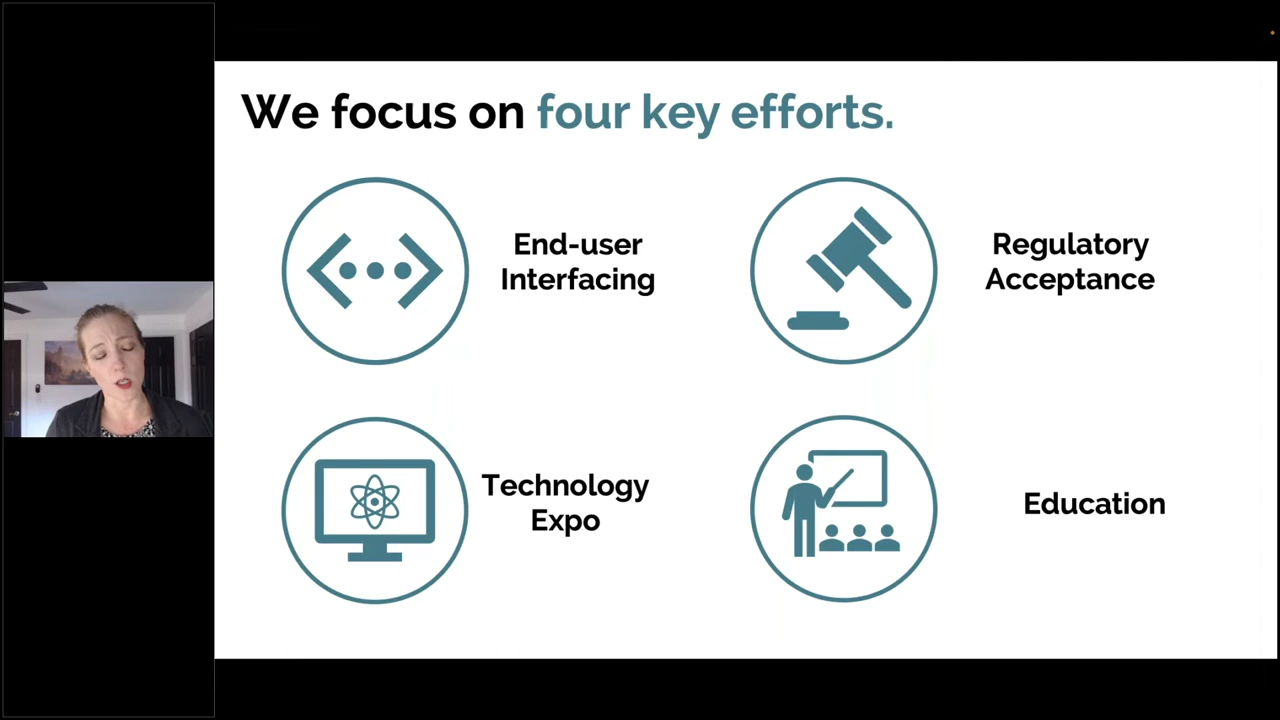 We focus on four key efforts.
End-user
Interfacing
Regulatory
Acceptance
Technology
Expo
Education